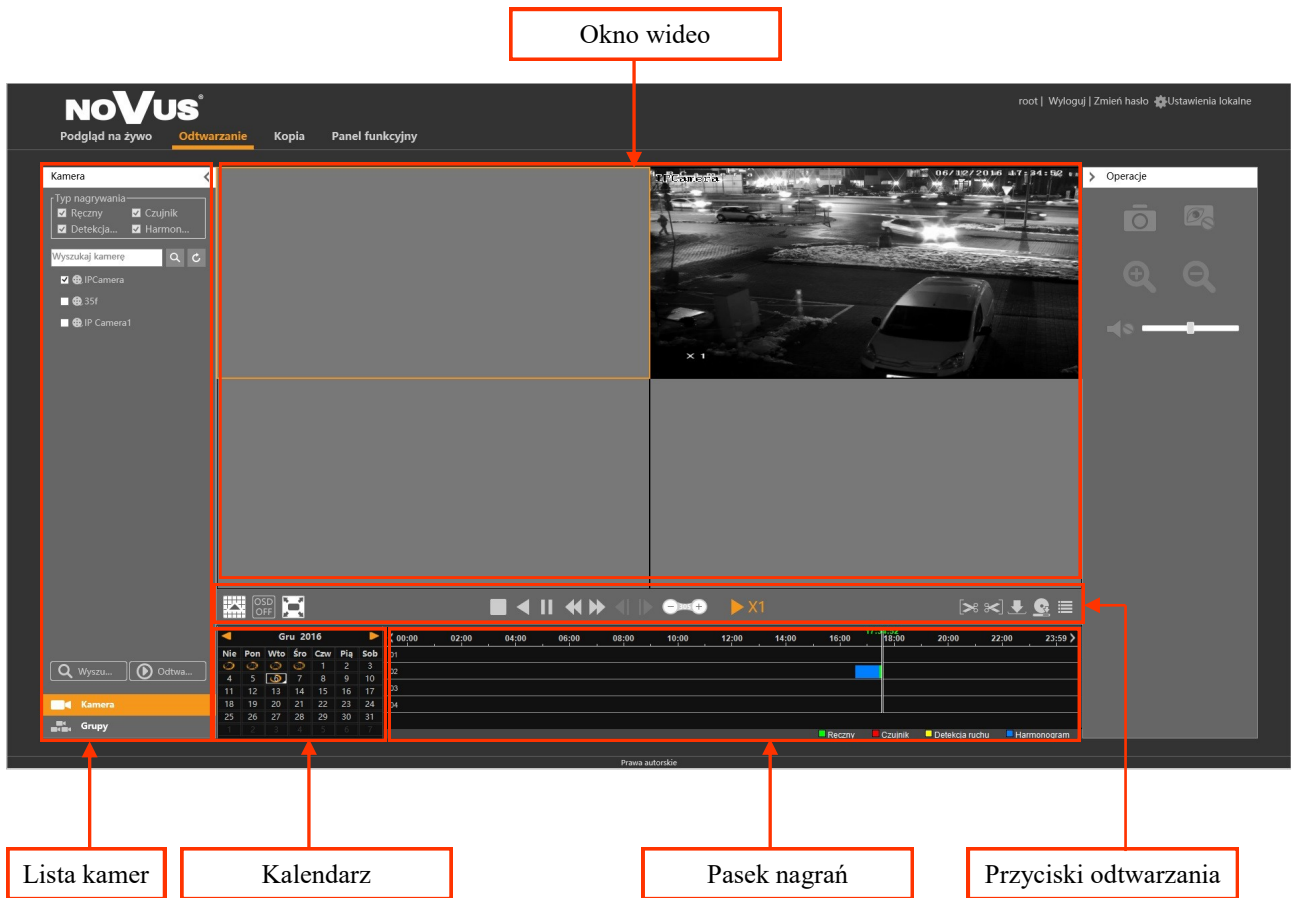 Okno wideo
NOVUS®
root | Wyloguj | Zmień hasło Ustawienia lokalne
Podgląd na żywo Odtwarzanie Kopia Panel funkcyjny
Kamera
Typ nagrywania
Ręczny Czujnik
Detekcja... Harmon...
Wyszukaj kamerę
IPCamera
35f
IP Camera1
IPCamera 06/12/2016 17:34:52
X 1
Operacje
OSD OFF
30S
X1
Wyszu... Odtwa...
Kamera
Grupy
Gru 2016
Nie Pon Wto Śro Czw Pią Sob
1 2 3
4 5 6 7 8 9 10
11 12 13 14 15 16 17
18 19 20 21 22 23 24
25 26 27 28 29 30 31
1 2 3 4 5 6 7
17:34:52
00:00 02:00 04:00 06:00 08:00 10:00 12:00 14:00 16:00 18:00 20:00 22:00 23:59
01
02
03
04
Ręczny Czujnik Detekcja ruchu Harmonogram
Prawa autorskie
Lista kamer
Kalendarz
Pasek nagrań
Przyciski odtwarzania